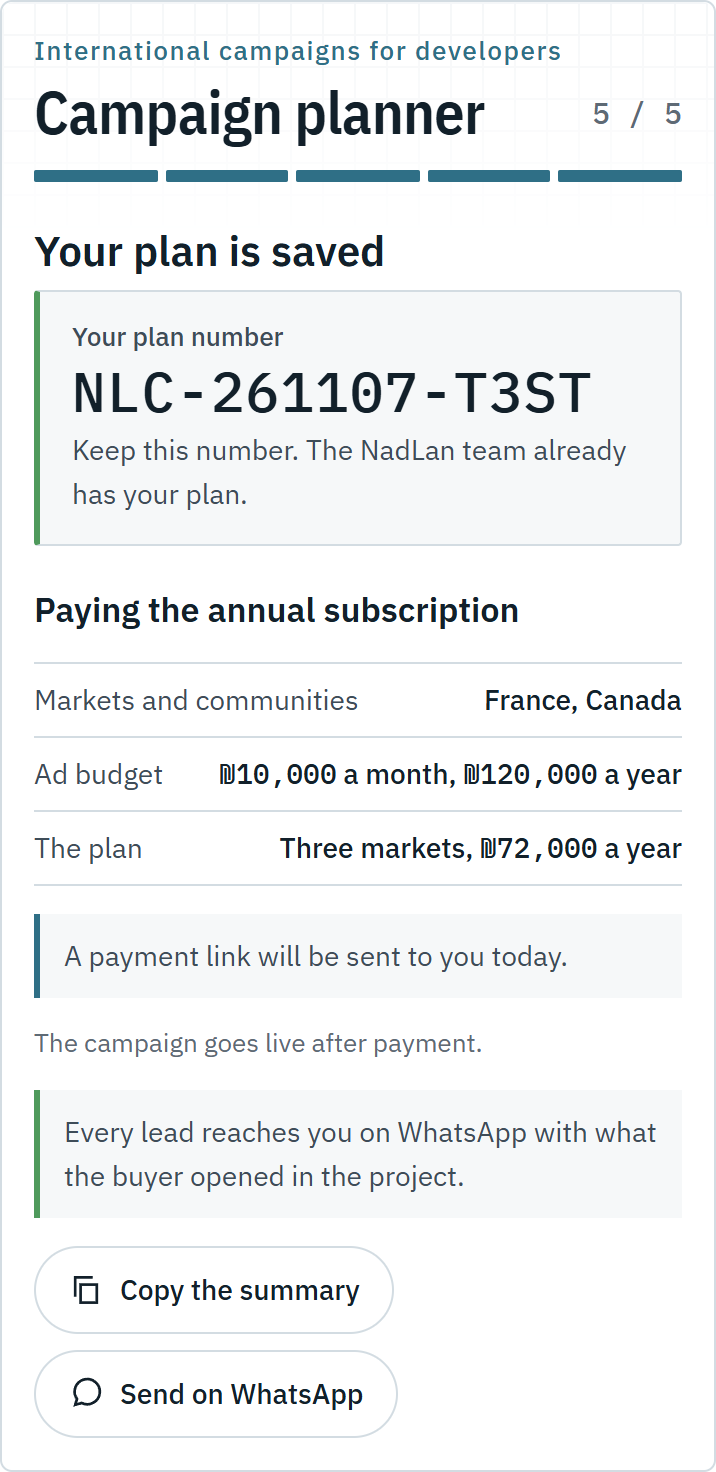 International campaigns for developers
Campaign planner
5 / 5
Your plan is saved
Your plan number
NLC-261107-T3ST
Keep this number. The NadLan team already
has your plan.
Paying the annual subscription
Markets and communities France, Canada
Ad budget ₪10,000 a month, ₪120,000 a year
The plan Three markets, ₪72,000 a year
A payment link will be sent to you today.
The campaign goes live after payment.
Every lead reaches you on WhatsApp with what
the buyer opened in the project.
Copy the summary
Send on WhatsApp